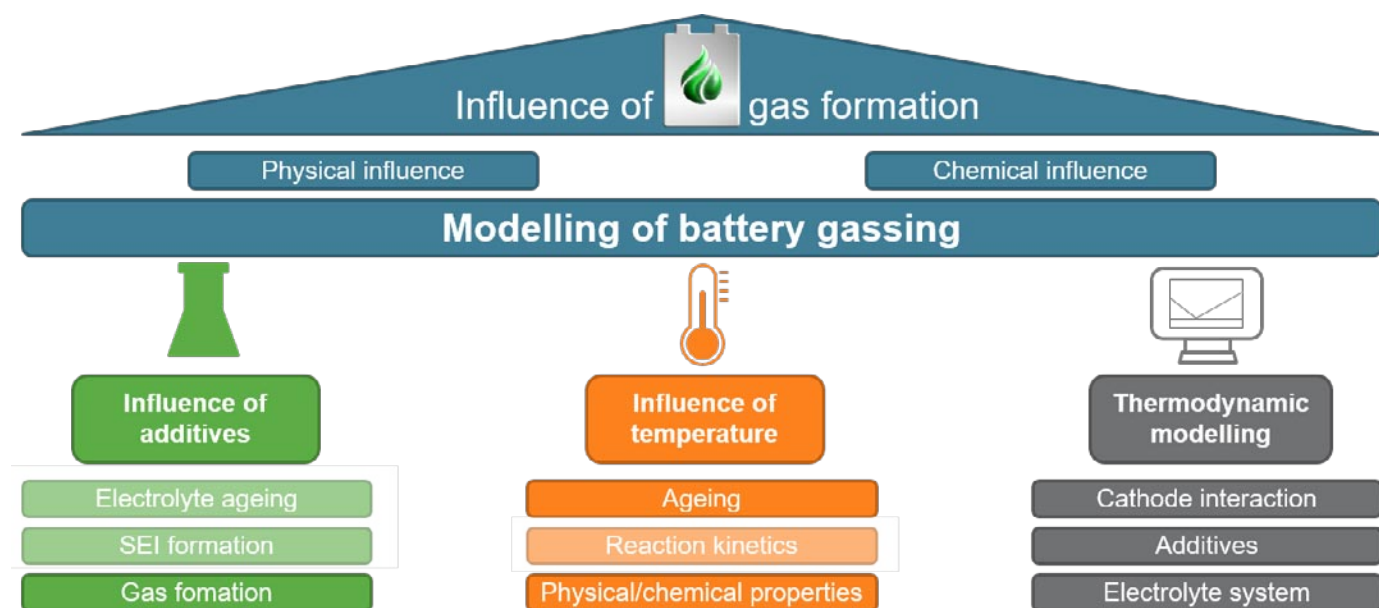 Influence of gas formation
Physical influence
Chemical influence
Modelling of battery gassing
Influence of
additives
Electrolyte ageing
SEI formation
Gas fomation
Influence of
temperature
Ageing
Reaction kinetics
Physical/chemical properties
Thermodynamic
modelling
Cathode interaction
Additives
Electrolyte system